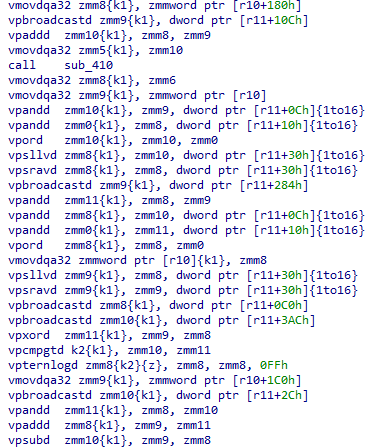 vmovdqa32 zmm8{k1}, zmmword ptr [r10+180h]
vpbroadcastd zmm9{k1}, dword ptr [r11+10Ch]
vpaddd zmm10{k1}, zmm8, zmm9
vmovdqa32 zmm5{k1}, zmm10
call sub_410
vmovdqa32 zmm8{k1}, zmm6
vmovdqa32 zmm9{k1}, zmmword ptr [r10]
vpandd zmm10{k1}, zmm9, dword ptr [r11+0Ch]{1to16}
vpandd zmm0{k1}, zmm8, dword ptr [r11+10h]{1to16}
vpord zmm10{k1}, zmm10, zmm0
vpsllvd zmm8{k1}, zmm10, dword ptr [r11+30h]{1to16}
vpsravd zmm8{k1}, zmm8, dword ptr [r11+30h]{1to16}
vpbroadcastd zmm9{k1}, dword ptr [r11+284h]
vpandd zmm11{k1}, zmm8, zmm9
vpandd zmm8{k1}, zmm10, dword ptr [r11+0Ch]{1to16}
vpandd zmm0{k1}, zmm11, dword ptr [r11+10h]{1to16}
vpord zmm8{k1}, zmm8, zmm0
vmovdqa32 zmmword ptr [r10]{k1}, zmm8
vpsllvd zmm9{k1}, zmm8, dword ptr [r11+30h]{1to16}
vpsravd zmm9{k1}, zmm9, dword ptr [r11+30h]{1to16}
vpbroadcastd zmm8{k1}, dword ptr [r11+0C0h]
vpbroadcastd zmm10{k1}, dword ptr [r11+3ACh]
vpxord zmm11{k1}, zmm9, zmm8
vpcmpgtd k2{k1}, zmm10, zmm11
vpternlogd zmm8{k2}{z}, zmm8, zmm8, 0FFh
vmovdqa32 zmm9{k1}, zmmword ptr [r10+1C0h]
vpbroadcastd zmm10{k1}, dword ptr [r11+2Ch]
vpandd zmm11{k1}, zmm8, zmm10
vpaddd zmm8{k1}, zmm9, zmm11
vpsubd zmm10{k1}, zmm9, zmm8